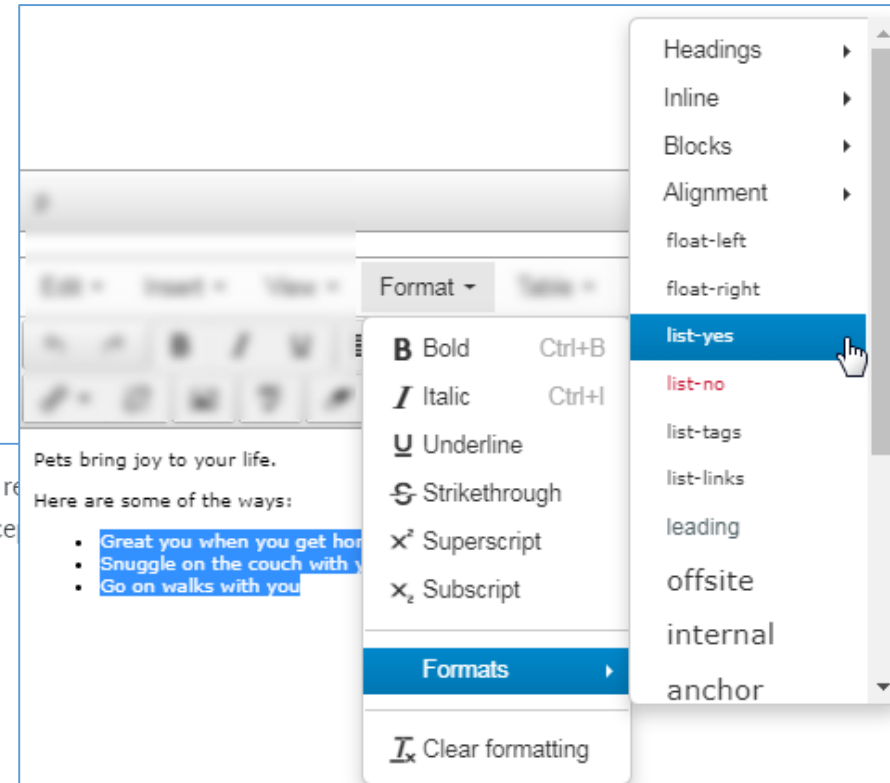 Headings
Inline
Blocks
Alignment
float-left
float-right
list-yes
list-no
list-tags
list-links
leading
offsite
internal
anchor
Format
B Bold Ctrl+B
I Italic Ctrl+I
U Underline
S Strikethrough
x² Superscript
x₂ Subscript
Formats
Clear formatting
Pets bring joy to your life.
Here are some of the ways:
• Great you when you get
• Snuggle on the couch with
• Go on walks with you